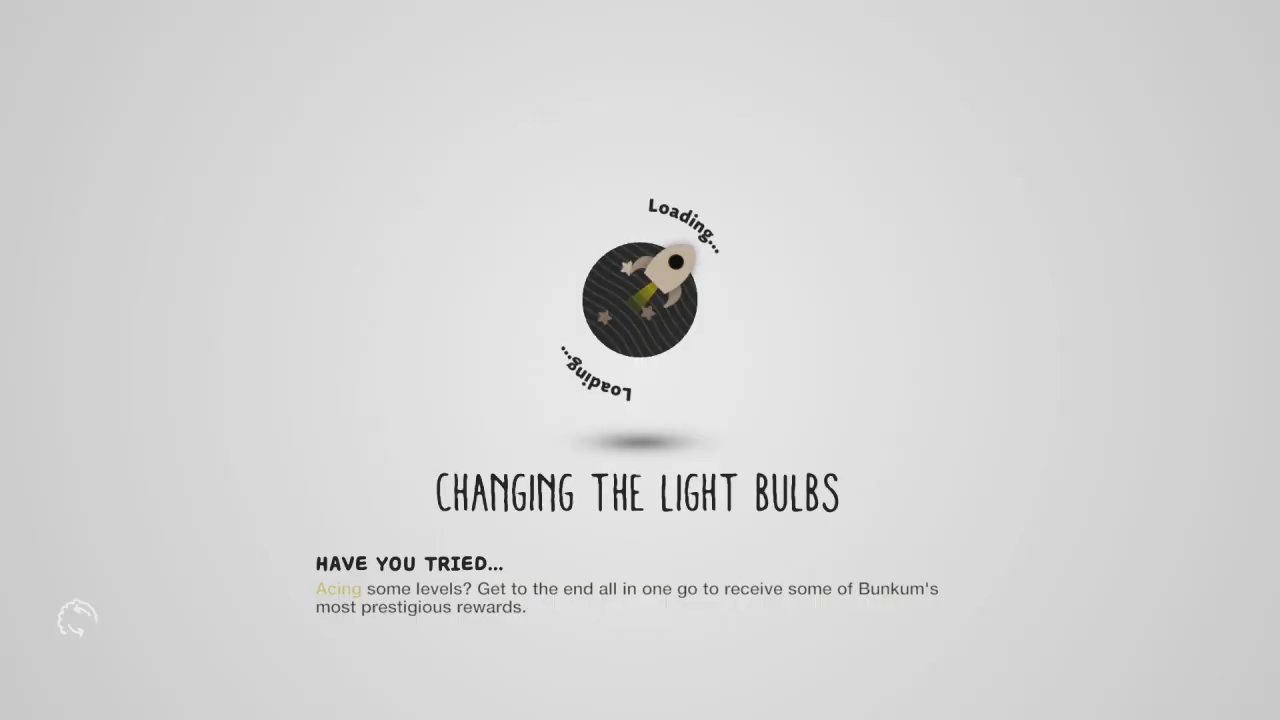 Loading...
Loading...
CHANGING THE LIGHT BULBS
HAVE YOU TRIED...
Acing some levels? Get to the end all in one go to receive some of Bunkum's
most prestigious rewards.